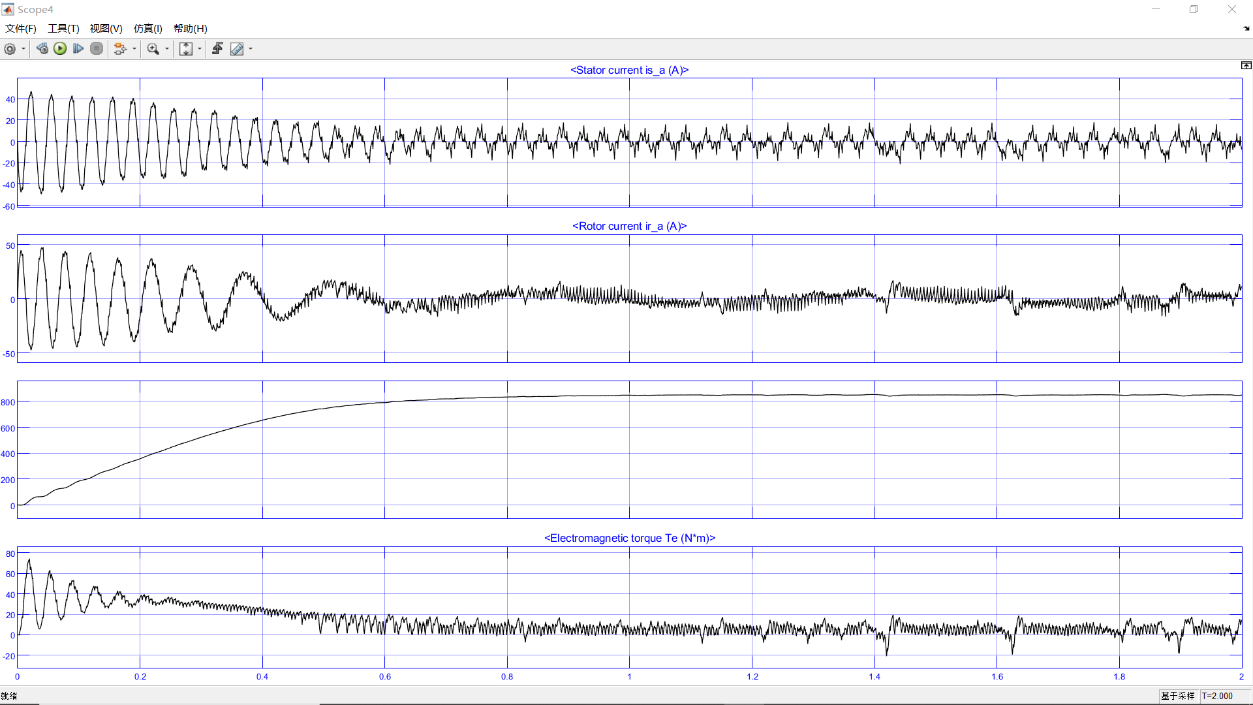 Scope4
文件(F) 工具(T) 视图(V) 仿真(I) 帮助(H)
<Stator current is_a (A)>
40
20
0
-20
-40
-60
<Rotor current ir_a (A)>
50
0
-50
800
600
400
200
0
<Electromagnetic torque Te (N*m)>
80
60
40
20
0
-20
0 0.2 0.4 0.6 0.8 1 1.2 1.4 1.6 1.8 2
就绪 基于采样 T=2.000